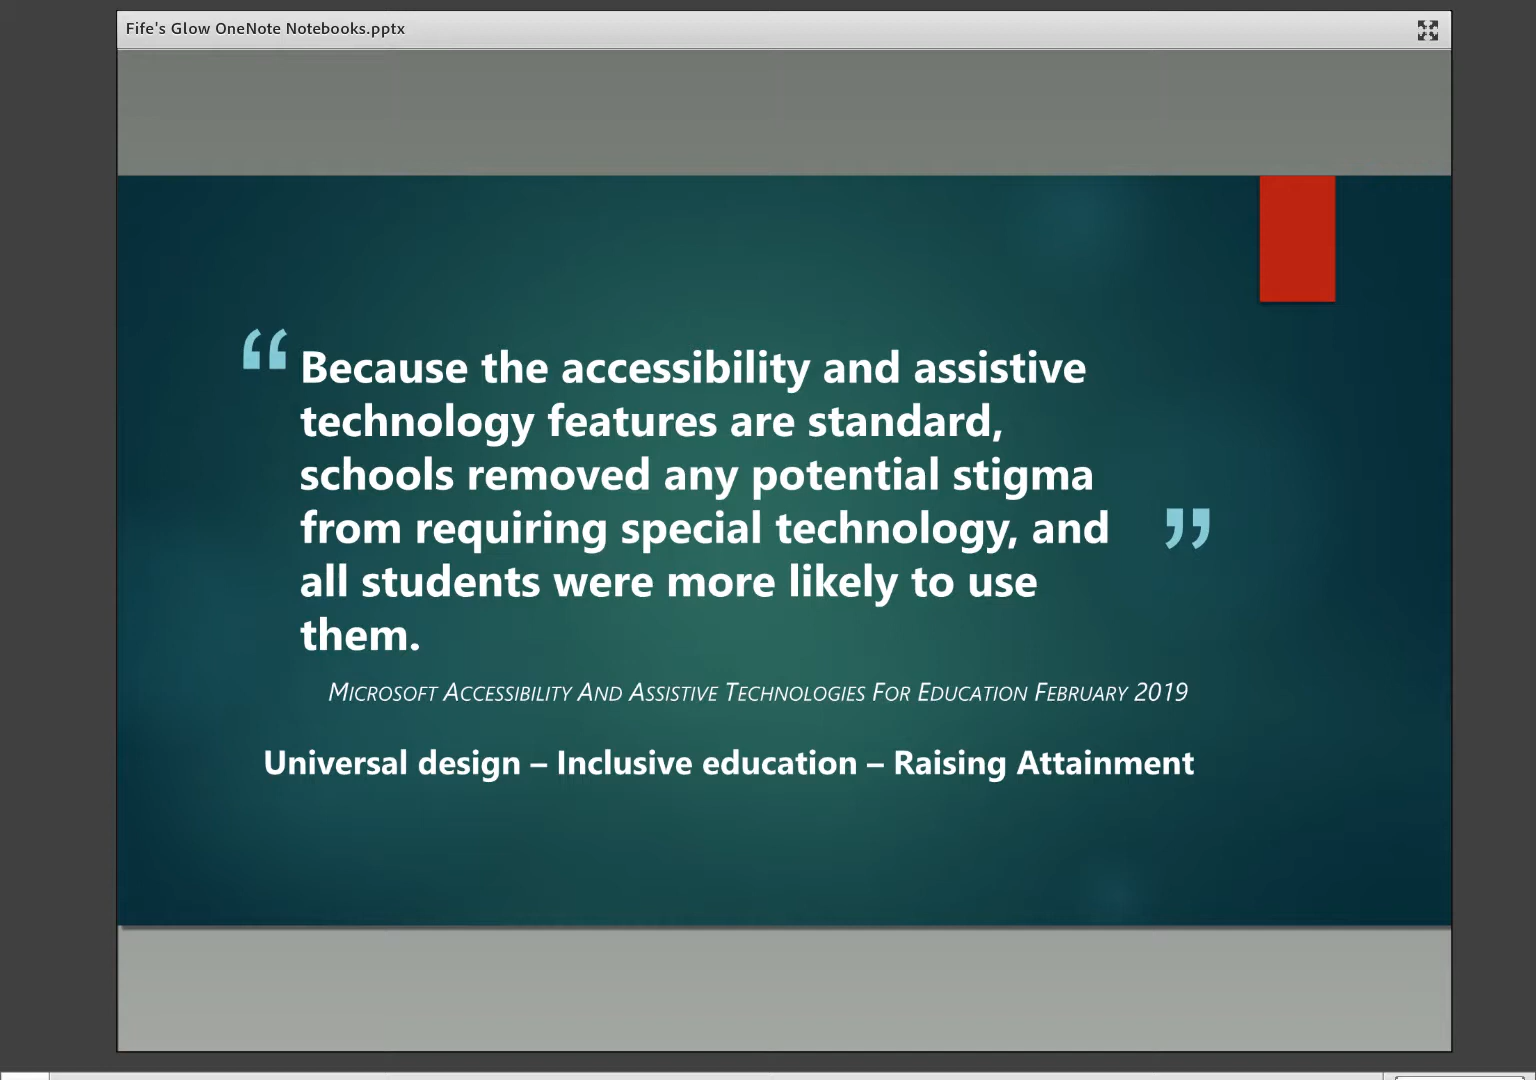 Fife's Glow OneNote Notebooks.pptx
“Because the accessibility and assistive
technology features are standard,
schools removed any potential stigma
from requiring special technology, and
all students were more likely to use
them.”
Microsoft Accessibility And Assistive Technologies For Education February 2019
Universal design – Inclusive education – Raising Attainment